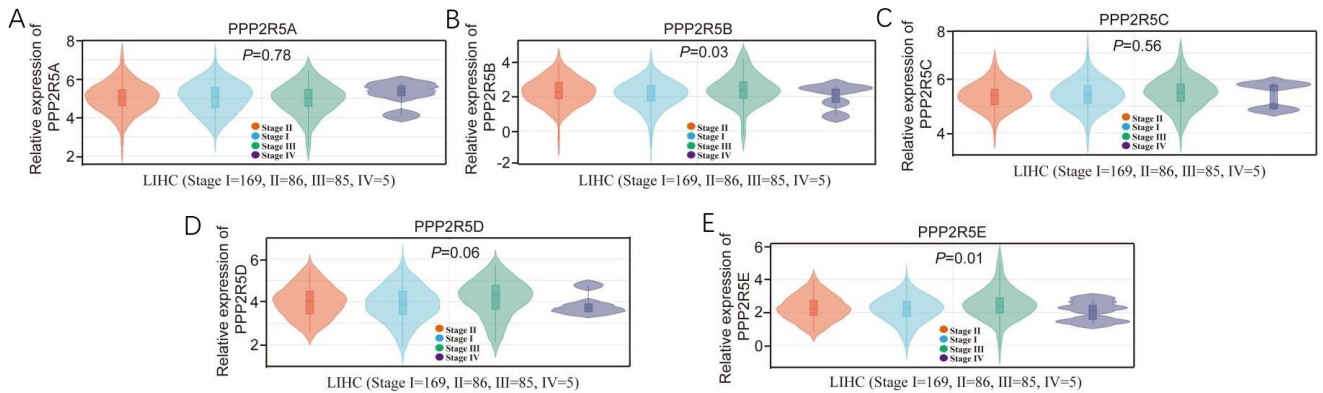 A
PPP2R5A
Relative expression of
PPP2R5A
8
6
4
2
P=0.78
Stage II
Stage I
Stage III
Stage IV
LIHC (Stage I=169, II=86, III=85, IV=5)
B
PPP2R5B
Relative expression of
PPP2R5B
4
2
0
-2
P=0.03
Stage II
Stage I
Stage III
Stage IV
LIHC (Stage I=169, II=86, III=85, IV=5)
C
PPP2R5C
Relative expression of
PPP2R5C
8
6
4
P=0.56
Stage II
Stage I
Stage III
Stage IV
LIHC (Stage I=169, II=86, III=85, IV=5)
D
PPP2R5D
Relative expression of
PPP2R5D
6
4
2
P=0.06
Stage II
Stage I
Stage III
Stage IV
LIHC (Stage I=169, II=86, III=85, IV=5)
E
PPP2R5E
Relative expression of
PPP2R5E
6
4
2
0
P=0.01
Stage II
Stage I
Stage III
Stage IV
LIHC (Stage I=169, II=86, III=85, IV=5)